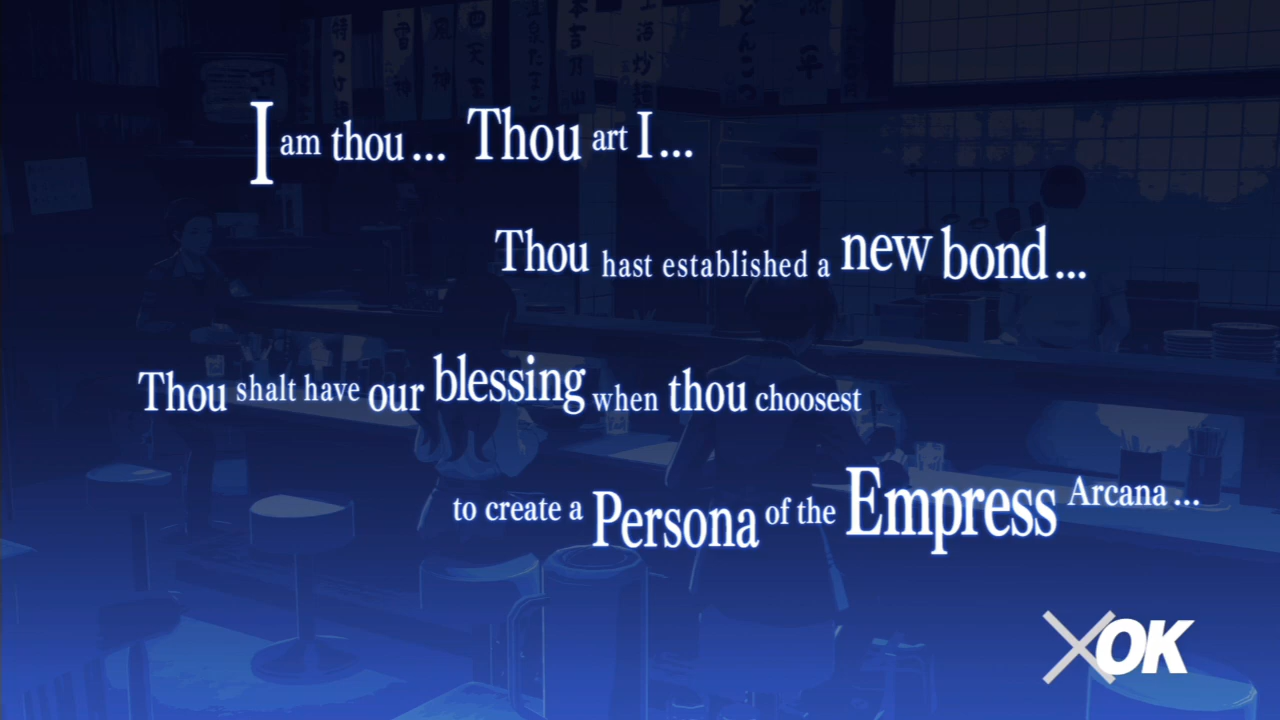 I am thou... Thou art I...
Thou hast established a new bond...
Thou shalt have our blessing when thou choosest
to create a Persona of the Empress Arcana...
OK